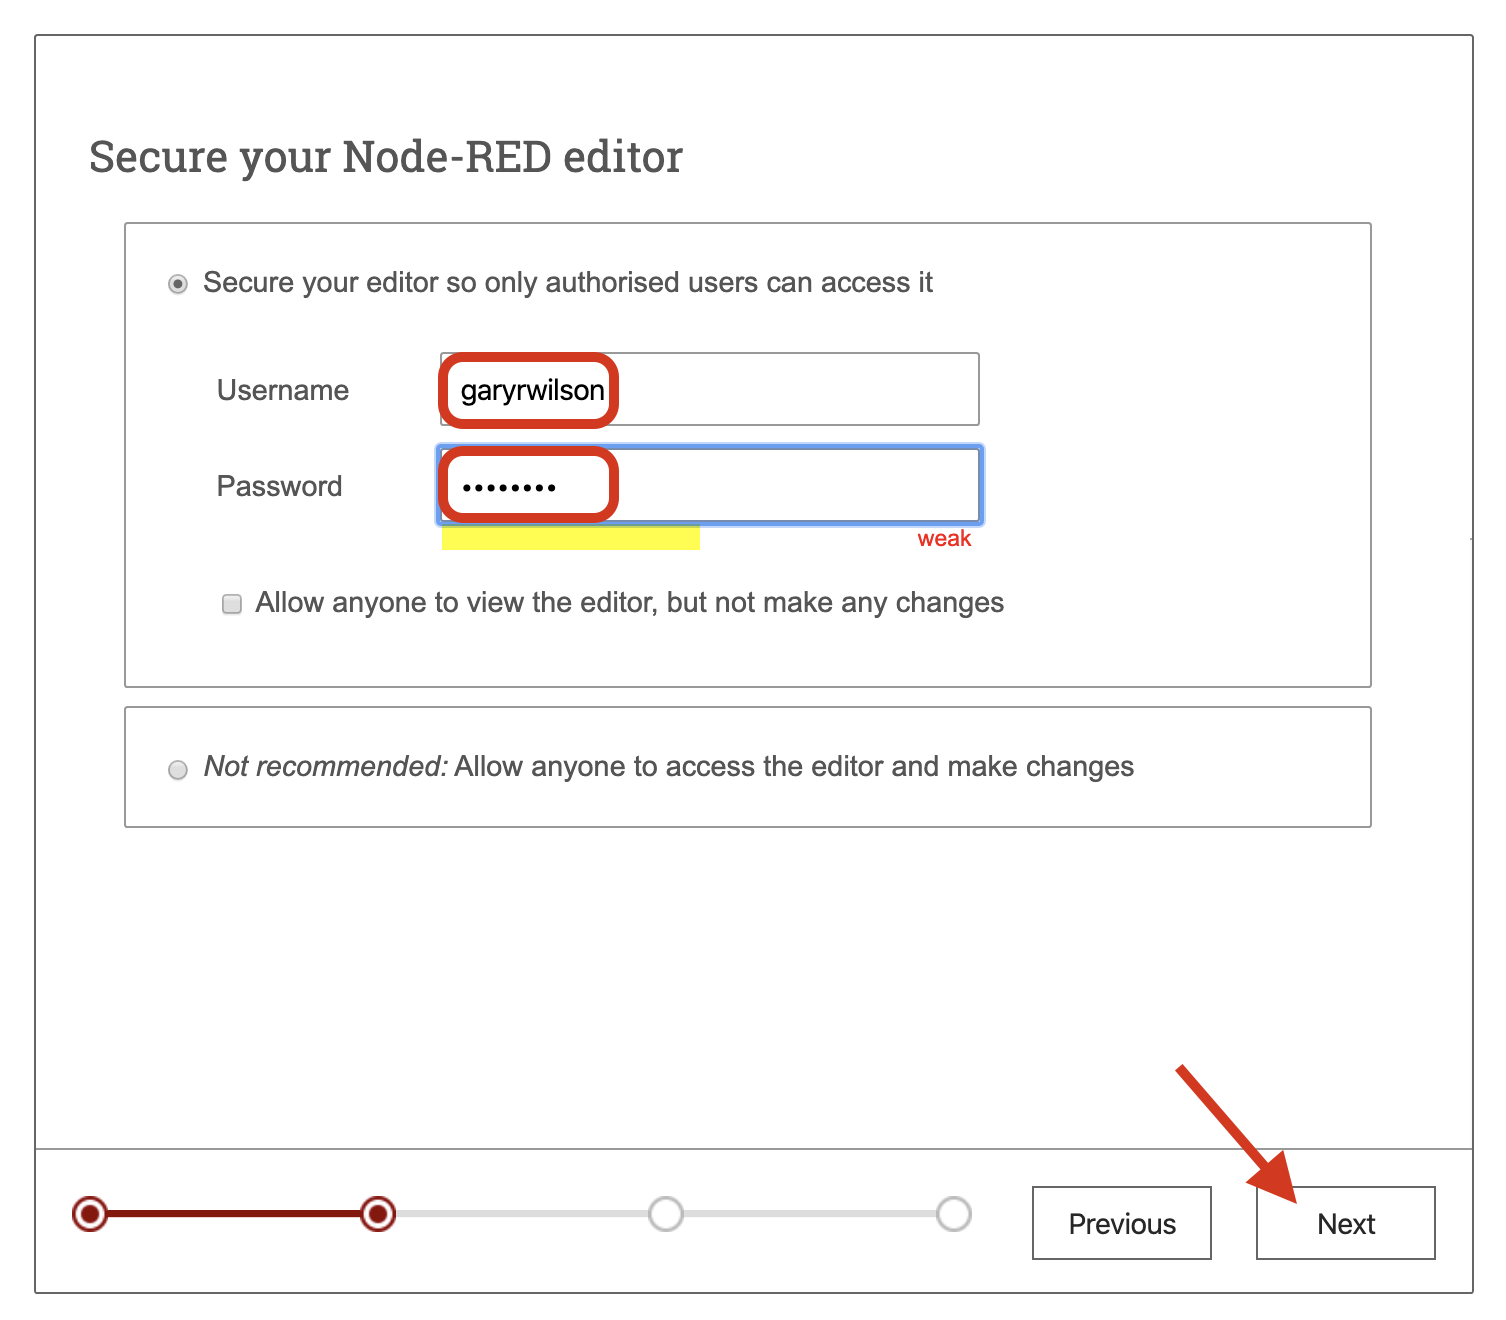 Secure your Node-RED editor
Secure your editor so only authorised users can access it
Username
garyrwilson
Password
••••••••
weak
Allow anyone to view the editor, but not make any changes
Not recommended: Allow anyone to access the editor and make changes
Previous
Next